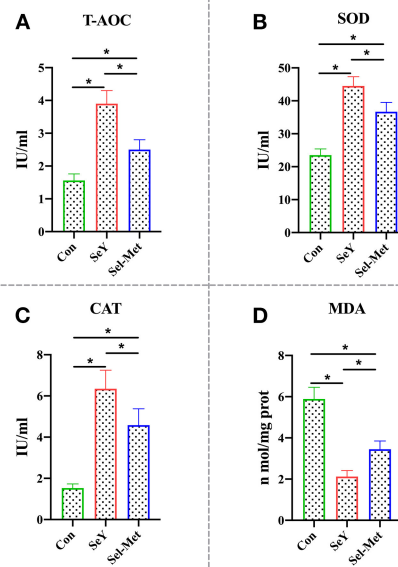 A
T-AOC
*
* *
5
4
3
2
1
0
IU/ml
Con
SeY
Sel-Met
B
SOD
*
* *
50
40
30
20
10
0
IU/ml
Con
SeY
Sel-Met
C
CAT
*
* *
8
6
4
2
0
IU/ml
Con
SeY
Sel-Met
D
MDA
*
* *
8
6
4
2
0
n mol/mg prot
Con
SeY
Sel-Met